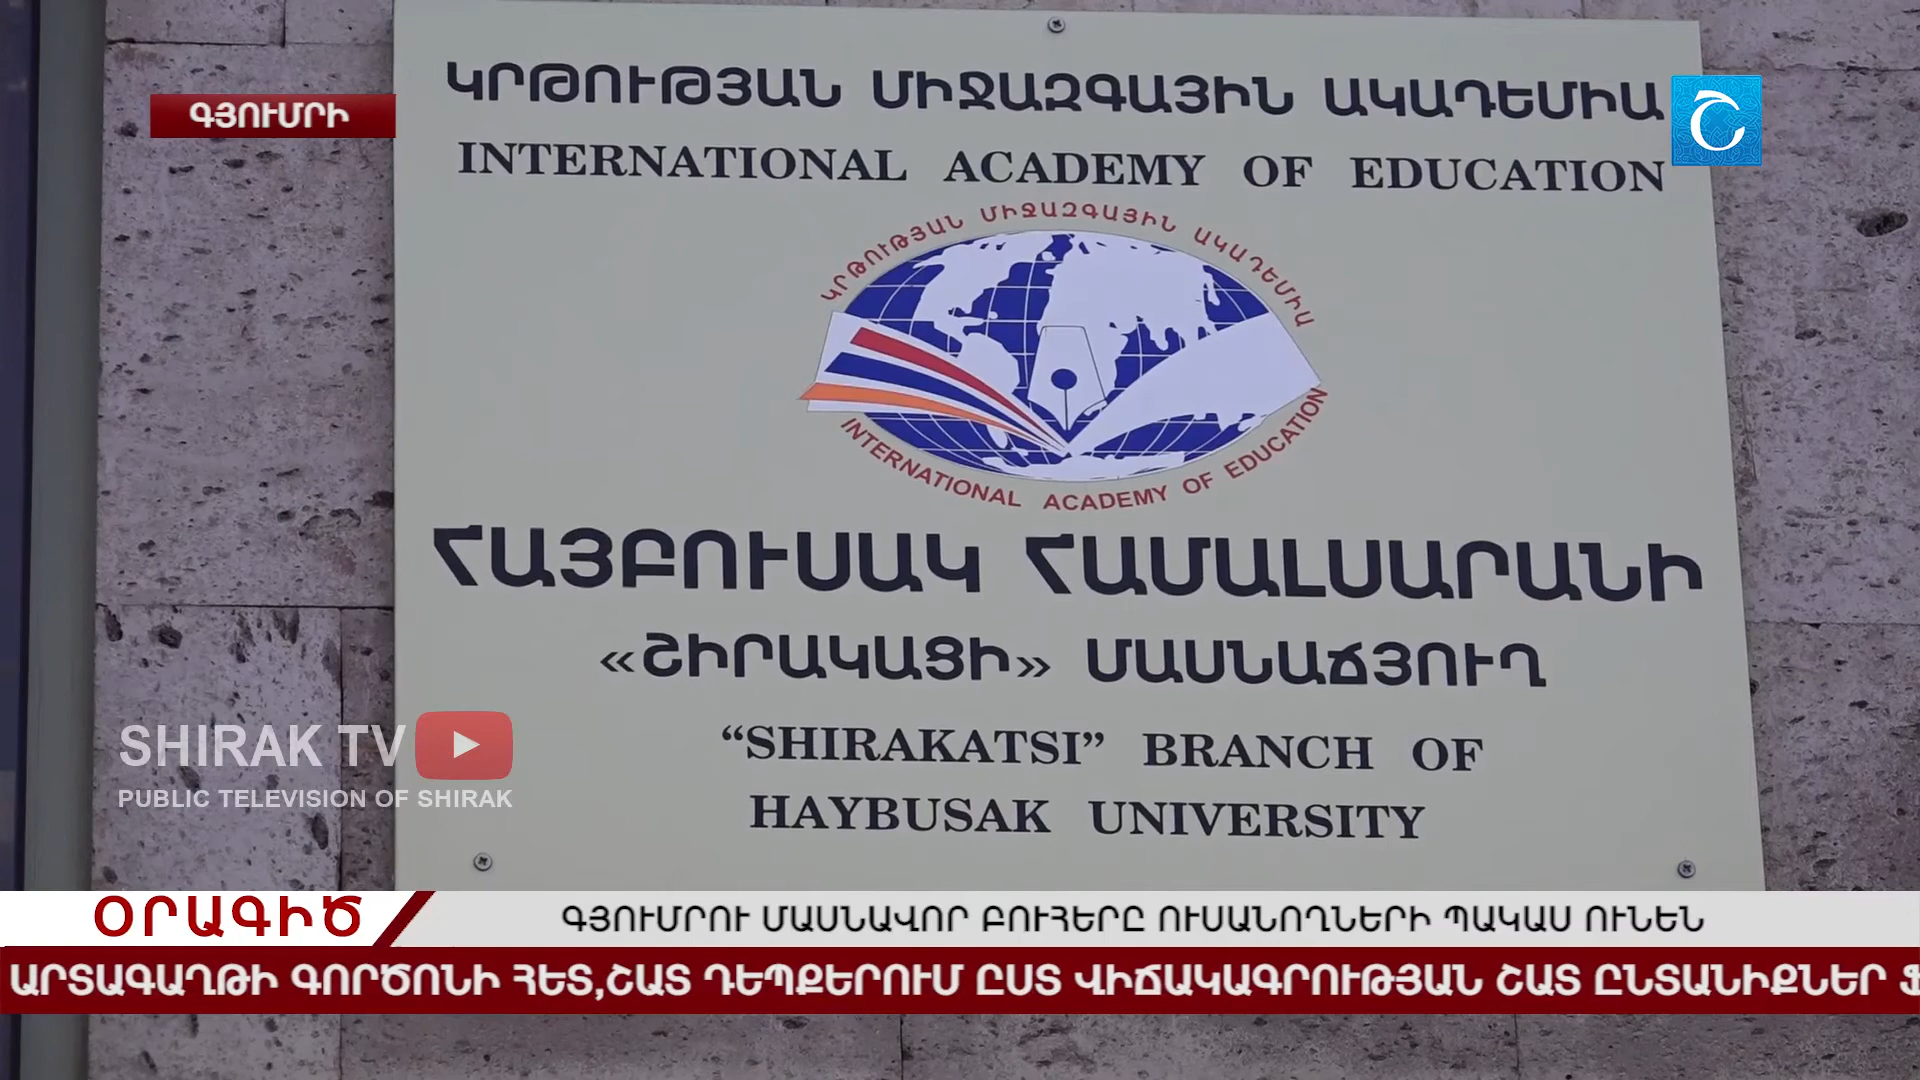 ԿՐԹՈՒԹՅԱՆ ՄԻՋԱԶԳԱՅԻՆ ԱԿԱԴԵՄԻԱ
ԳՅՈՒՄՐԻ
INTERNATIONAL ACADEMY OF EDUCATION
ԿՐԹՈՒԹՅԱՆ ՄԻՋԱԶԳԱՅԻՆ ԱԿԱԴԵՄԻԱ
INTERNATIONAL ACADEMY OF EDUCATION
ՀԱՅԲՈՒՍԱԿ ՀԱՄԱԼՍԱՐԱՆԻ
«ՇԻՐԱԿԱՑԻ» ՄԱՍՆԱՃՅՈՒՂ
“SHIRAKATSI” BRANCH OF
HAYBUSAK UNIVERSITY
SHIRAK TV
PUBLIC TELEVISION OF SHIRAK
ՕՐԱԳԻԾ
ԳՅՈՒՄՐՈՒ ՄԱՍՆԱՎՈՐ ԲՈՒՀԵՐԸ ՈՒՍԱՆՈՂՆԵՐԻ ՊԱԿԱՍ ՈՒՆԵՆ
ԱՐՏԱԳԱՂԹԻ ԳՈՐԾՈՆԻ ՀԵՏ,ՇԱՏ ԴԵՊՔԵՐՈՒՄ ԸՍՏ ՎԻՃԱԿԱԳՐՈՒԹՅԱՆ ՇԱՏ ԸՆՏԱՆԻՔՆԵՐ